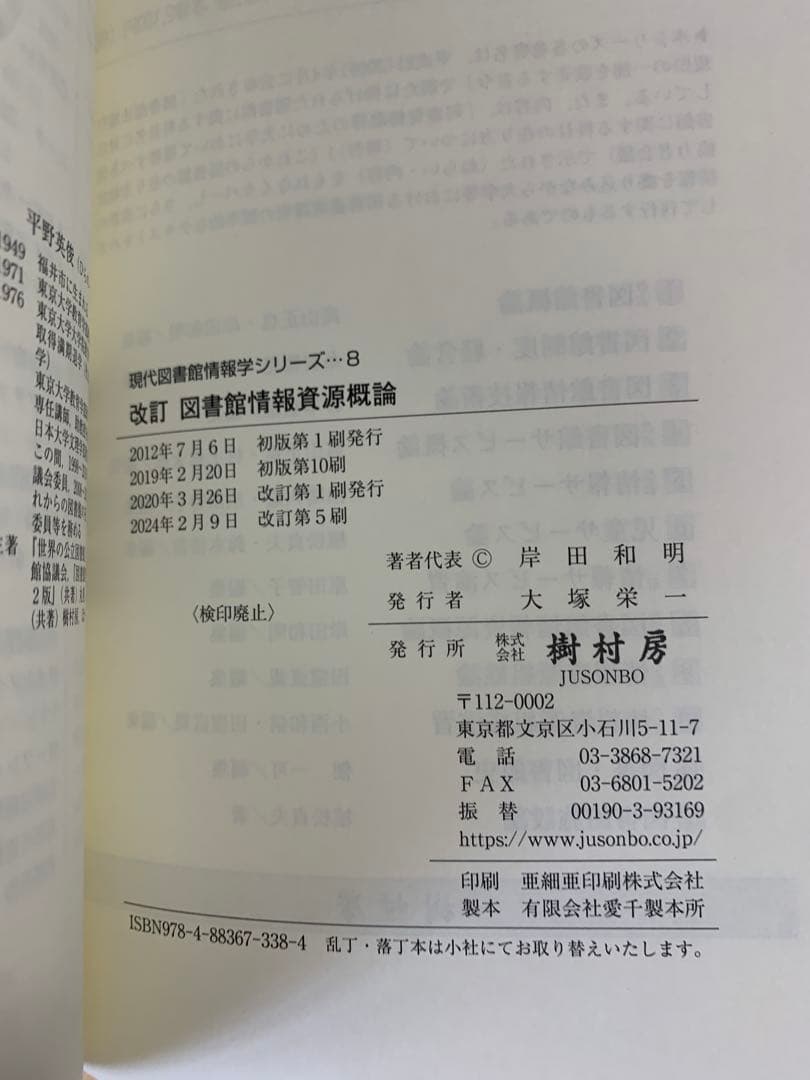 現代図書館情報学シリーズ…8
改訂 図書館情報資源概論
2012年7月6日 初版第1刷発行
2019年2月20日 初版第10刷
2020年3月26日 改訂第1刷発行
2024年2月9日 改訂第5刷
著者代表 © 岸田和明
〈検印廃止〉
発行者 大塚栄一
発行所 株式会社 樹村房
JUSONBO
〒112-0002
東京都文京区小石川5-11-7
電話 03-3868-7321
FAX 03-6801-5202
振替 00190-3-93169
https://www.jusonbo.co.jp/
印刷 亜細亜印刷株式会社
製本 有限会社愛千製本所
ISBN978-4-88367-338-4 乱丁・落丁本は小社にてお取り替えいたします。
平野英俊
1949 福井市に生まれ
1971 東京大学教育学
1976 東京大学大学院
取得満期退学
学)
東京大学教育学
専任講師,
日本大学文理学
この間,
議会委員,
れからの図書館
委員等を務める
主著 『世界の公立図書
館協議会,
2版』(共著)
(共著) 樹村房